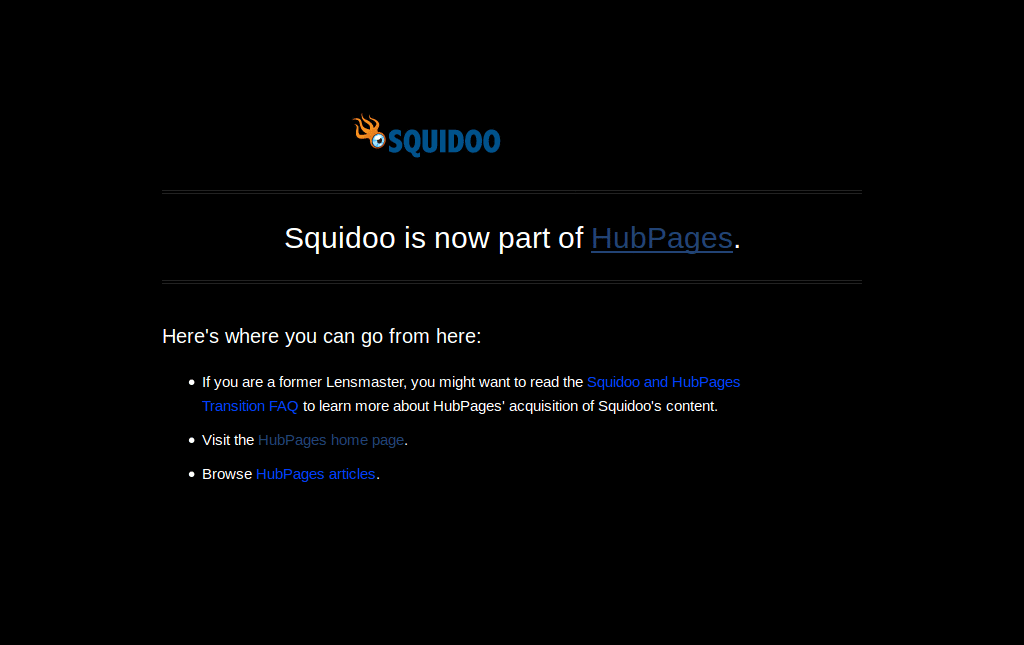 SQUIDOO
Squidoo is now part of HubPages.
Here's where you can go from here:
If you are a former Lensmaster, you might want to read the Squidoo and HubPages
Transition FAQ to learn more about HubPages' acquisition of Squidoo's content.
Visit the HubPages home page.
Browse HubPages articles.